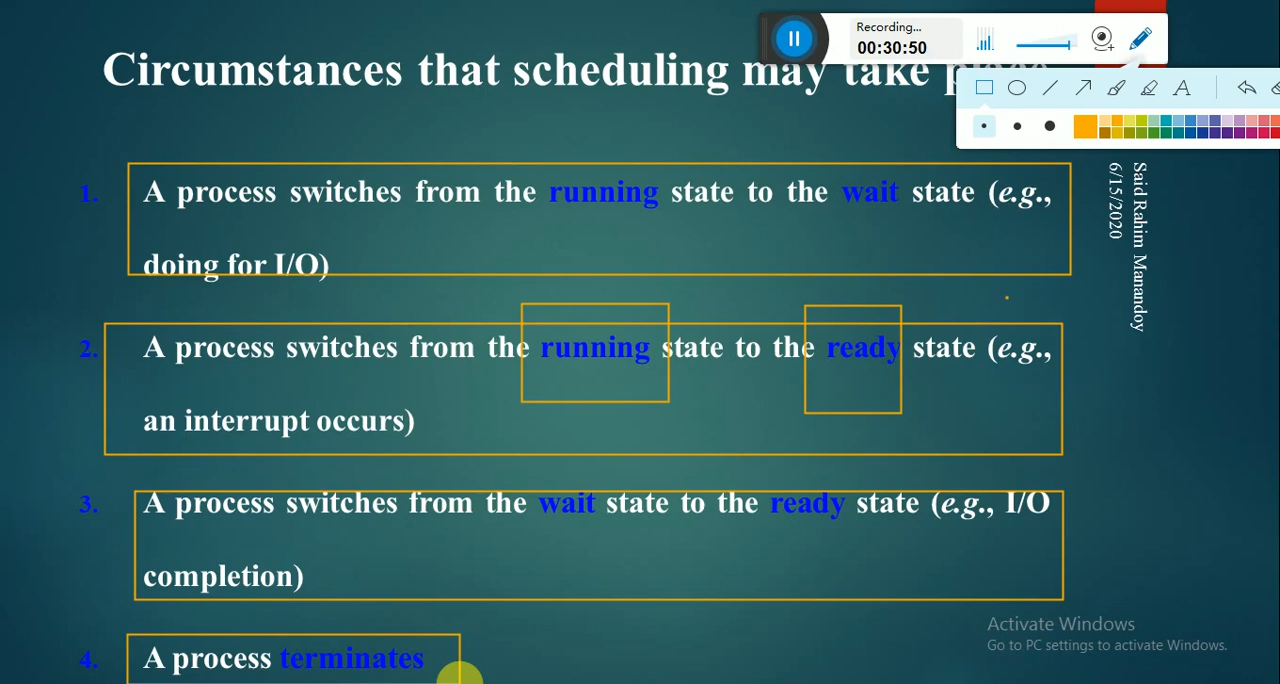 Recording...
00:30:50
Circumstances that scheduling may take
1. A process switches from the running state to the wait state (e.g.,
doing for I/O)
2. A process switches from the running state to the ready state (e.g.,
an interrupt occurs)
3. A process switches from the wait state to the ready state (e.g., I/O
completion)
4. A process terminates
Said Rahim Manandoy
6/15/2020
A
Activate Windows
Go to PC settings to activate Windows.